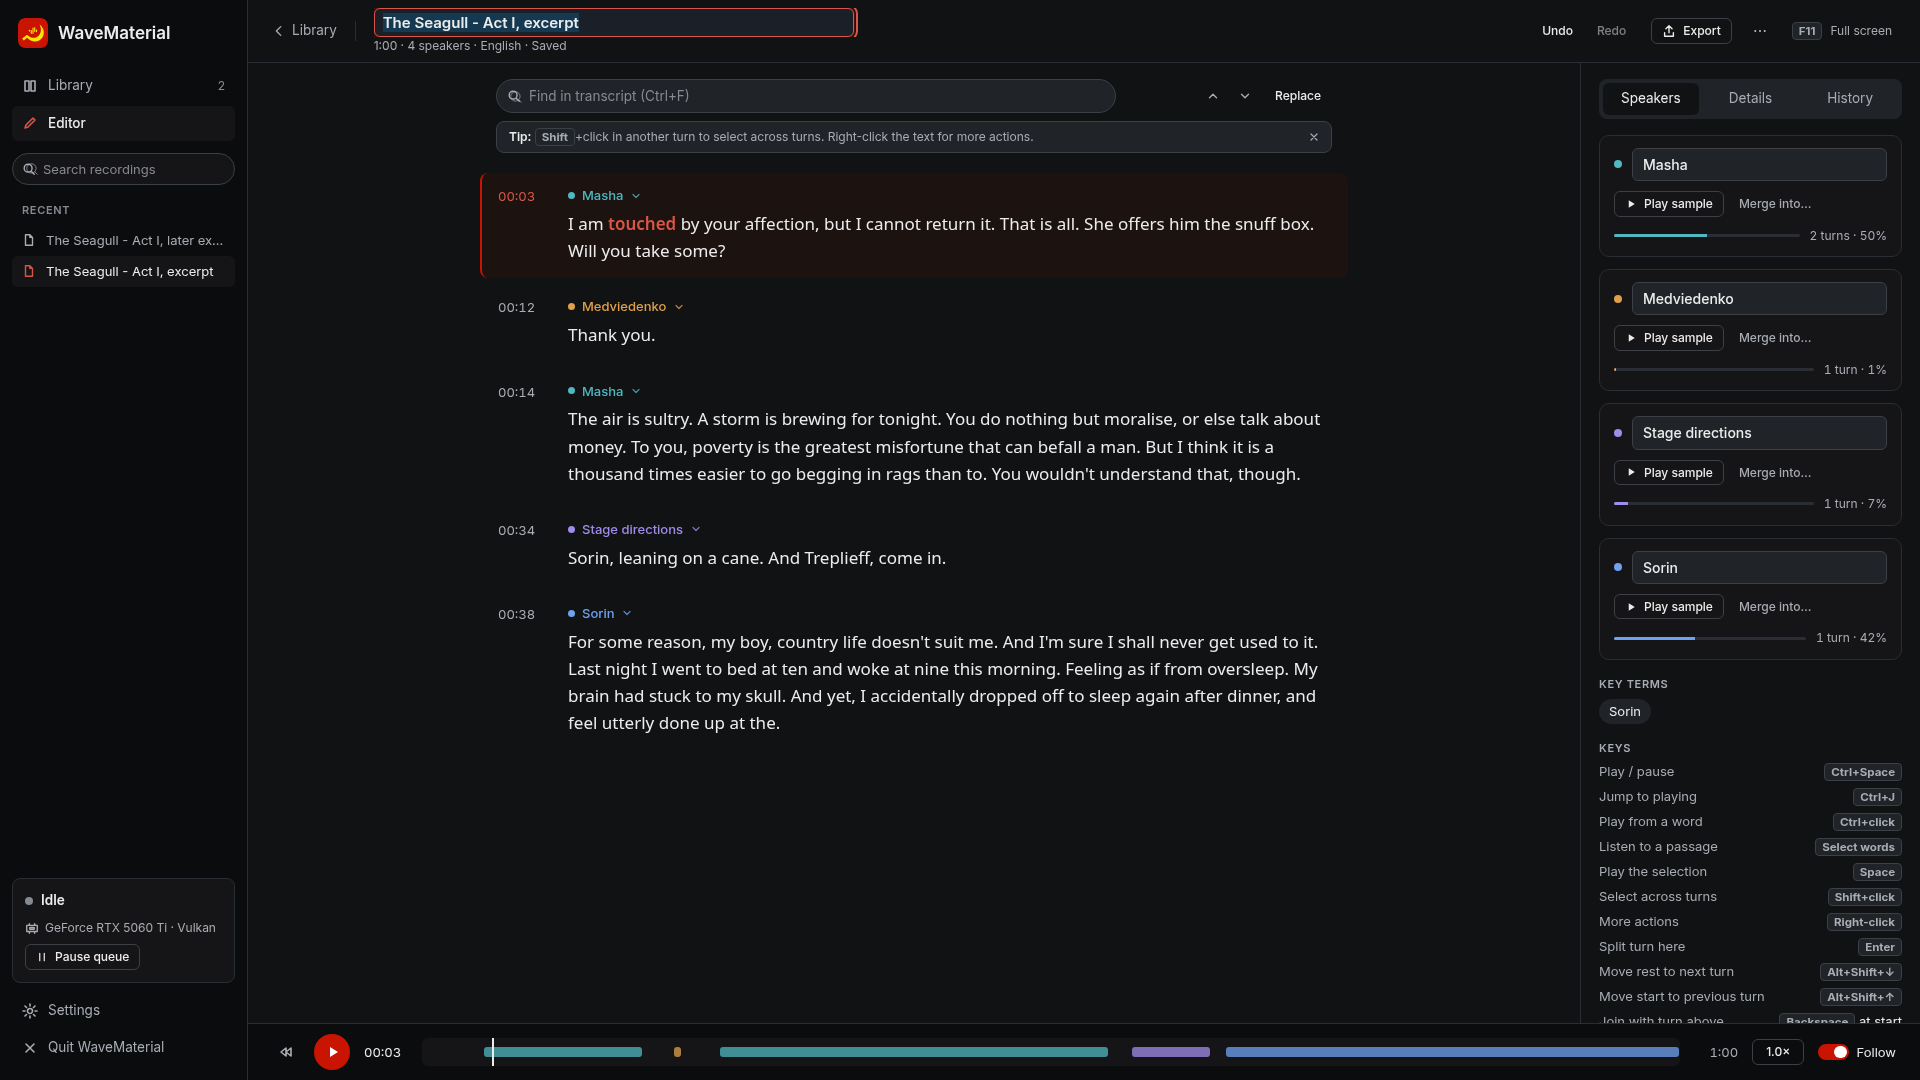 WaveMaterial
Library 2
Editor
Search recordings
RECENT
The Seagull - Act I, later ex...
The Seagull - Act I, excerpt
Idle
GeForce RTX 5060 Ti · Vulkan
Pause queue
Settings
Quit WaveMaterial
Library
The Seagull - Act I, excerpt
1:00 · 4 speakers · English · Saved
Undo Redo Export ··· F11 Full screen
Find in transcript (Ctrl+F)
Replace
Tip: Shift+click in another turn to select across turns. Right-click the text for more actions.
00:03 Masha
I am touched by your affection, but I cannot return it. That is all. She offers him the snuff box.
Will you take some?
00:12 Medviedenko
Thank you.
00:14 Masha
The air is sultry. A storm is brewing for tonight. You do nothing but moralise, or else talk about
money. To you, poverty is the greatest misfortune that can befall a man. But I think it is a
thousand times easier to go begging in rags than to. You wouldn't understand that, though.
00:34 Stage directions
Sorin, leaning on a cane. And Treplieff, come in.
00:38 Sorin
For some reason, my boy, country life doesn't suit me. And I'm sure I shall never get used to it.
Last night I went to bed at ten and woke at nine this morning. Feeling as if from oversleep. My
brain had stuck to my skull. And yet, I accidentally dropped off to sleep again after dinner, and
feel utterly done up at the.
Speakers Details History
Masha
Play sample Merge into...
2 turns · 50%
Medviedenko
Play sample Merge into...
1 turn · 1%
Stage directions
Play sample Merge into...
1 turn · 7%
Sorin
Play sample Merge into...
1 turn · 42%
KEY TERMS
Sorin
KEYS
Play / pause Ctrl+Space
Jump to playing Ctrl+J
Play from a word Ctrl+click
Listen to a passage Select words
Play the selection Space
Select across turns Shift+click
More actions Right-click
Split turn here Enter
Move rest to next turn Alt+Shift+↓
Move start to previous turn Alt+Shift+↑
Join with turn above Backspace at start
00:03
1:00 1.0× Follow